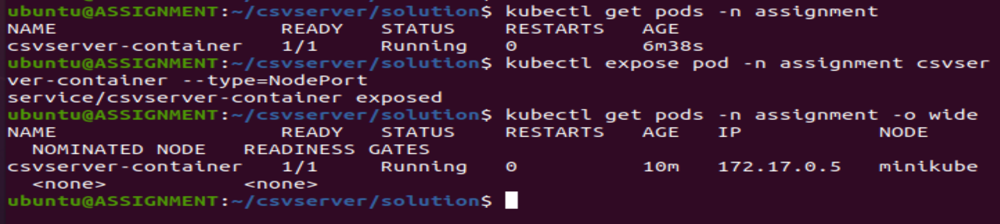 ubuntu@ASSIGNMENT:~/csvserver/solution$ kubectl get pods -n assignment
NAME                  READY   STATUS    RESTARTS   AGE
csvserver-container   1/1     Running   0          6m38s
ubuntu@ASSIGNMENT:~/csvserver/solution$ kubectl expose pod -n assignment csvser
ver-container --type=NodePort
service/csvserver-container exposed
ubuntu@ASSIGNMENT:~/csvserver/solution$ kubectl get pods -n assignment -o wide
NAME                  READY   STATUS    RESTARTS   AGE   IP           NODE
  NOMINATED NODE   READINESS GATES
csvserver-container   1/1     Running   0          10m   172.17.0.5   minikube
  <none>           <none>
ubuntu@ASSIGNMENT:~/csvserver/solution$